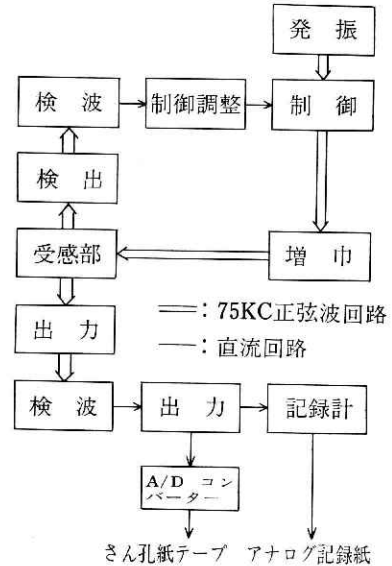 発振
検波
制御調整
制御
検出
受感部
増巾
出力
══：75KC正弦波回路
──：直流回路
検波
出力
記録計
A/D コン
バーター
さん孔紙テープ アナログ記録紙